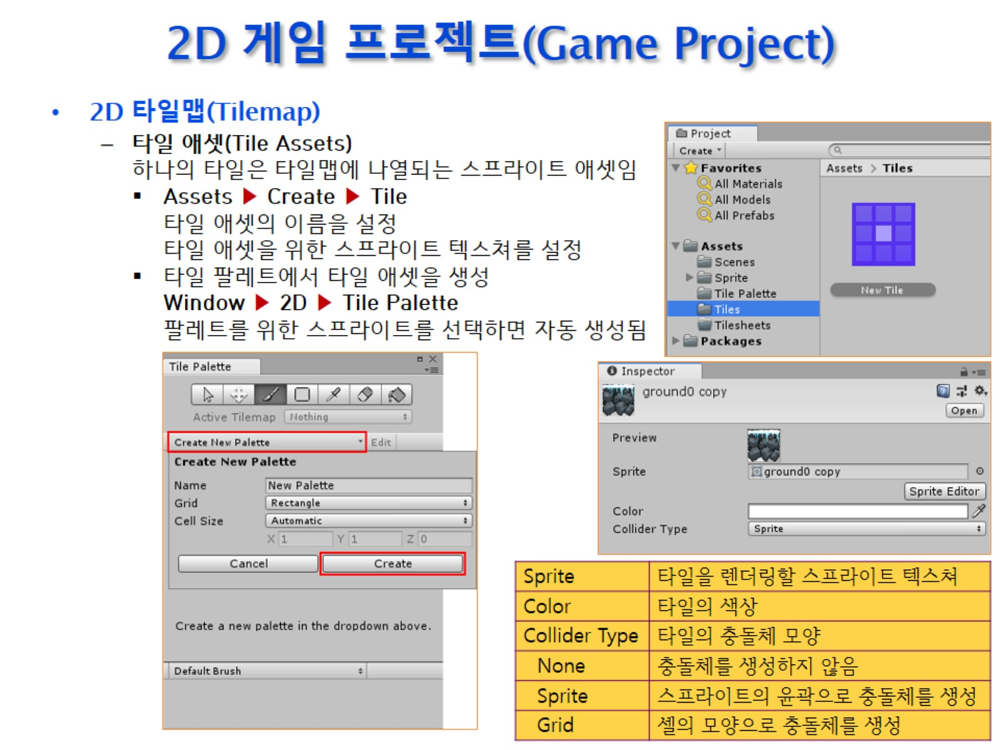 2D 게임 프로젝트(Game Project)
• 2D 타일맵(Tilemap)
– 타일 애셋(Tile Assets)
하나의 타일은 타일맵에 나열되는 스프라이트 애셋임
▪ Assets ▶ Create ▶ Tile
타일 애셋의 이름을 설정
타일 애셋을 위한 스프라이트 텍스쳐를 설정
▪ 타일 팔레트에서 타일 애셋을 생성
Window ▶ 2D ▶ Tile Palette
팔레트를 위한 스프라이트를 선택하면 자동 생성됨
Project
Create
Favorites
All Materials
All Models
All Prefabs
Assets
Scenes
Sprite
Tile Palette
Tiles
Tilesheets
Packages
Assets > Tiles
New Tile
Tile Palette
Active Tilemap Nothing
Create New Palette Edit
Create New Palette
Name New Palette
Grid Rectangle
Cell Size Automatic
X 1 Y 1 Z 0
Cancel Create
Create a new palette in the dropdown above.
Default Brush
Inspector
ground0 copy
Open
Preview
Sprite ground0 copy
Sprite Editor
Color
Collider Type Sprite
Sprite 타일을 렌더링할 스프라이트 텍스쳐
Color 타일의 색상
Collider Type 타일의 충돌체 모양
None 충돌체를 생성하지 않음
Sprite 스프라이트의 윤곽으로 충돌체를 생성
Grid 셀의 모양으로 충돌체를 생성